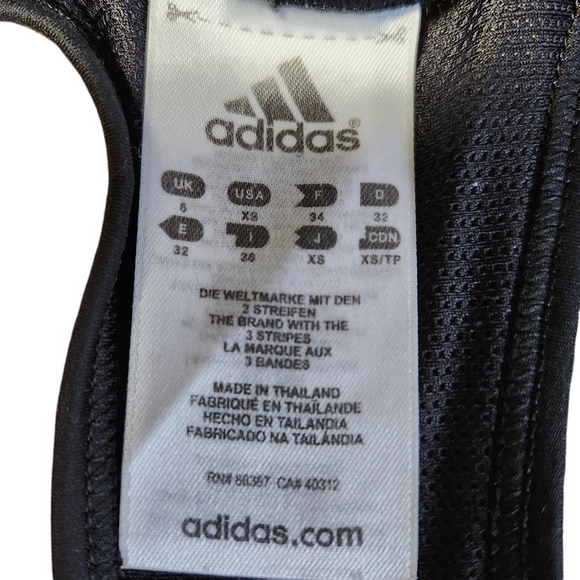 adidas®
UK USA F D
6 XS 34 32
E I J CDN
32 38 XS XS/TP
DIE WELTMARKE MIT DEN
2 STREIFEN
THE BRAND WITH THE
3 STRIPES
LA MARQUE AUX
3 BANDES
MADE IN THAILAND
FABRIQUÉ EN THAÏLANDE
HECHO EN TAILANDIA
FABRICADO NA TAILÂNDIA
RN# 88387 CA# 40312
adidas.com